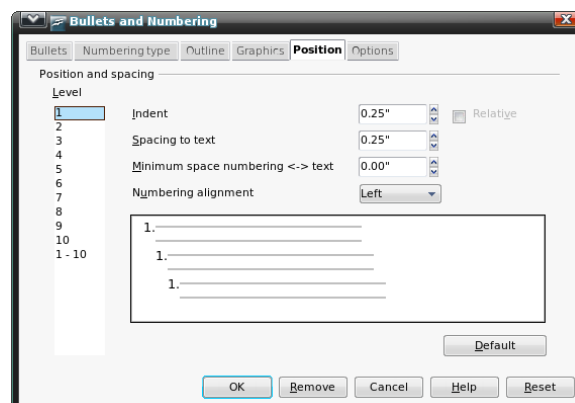 Bullets and Numbering
Bullets Numbering type Outline Graphics Position Options
Position and spacing
Level
1
2
3
4
5
6
7
8
9
10
1 - 10
Indent 0.25" Relative
Spacing to text 0.25"
Minimum space numbering <-> text 0.00"
Numbering alignment Left
1.
1.
1.
Default
OK Remove Cancel Help Reset